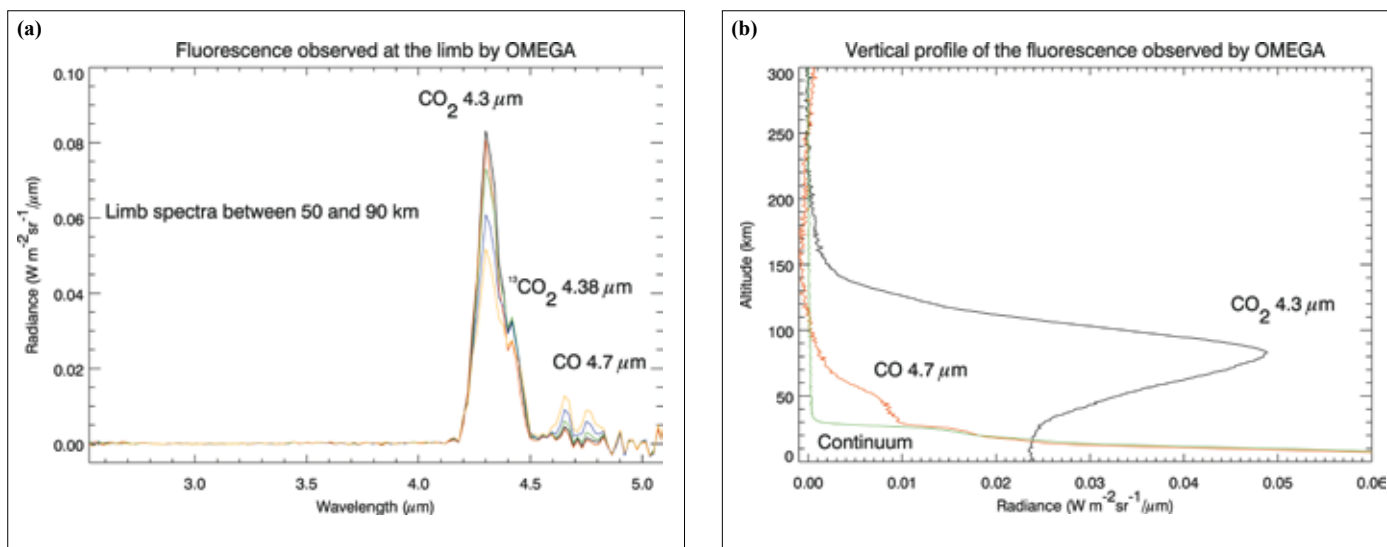 (a)
Fluorescence observed at the limb by OMEGA
0.10
0.08
0.06
0.04
0.02
0.00
Radiance (W m⁻²sr⁻¹/μm)
CO₂ 4.3 μm
Limb spectra between 50 and 90 km
¹³CO₂ 4.38 μm
CO 4.7 μm
3.0 3.5 4.0 4.5 5.0
Wavelength (μm)
(b)
Vertical profile of the fluorescence observed by OMEGA
300
250
200
150
100
50
0
Altitude (km)
CO₂ 4.3 μm
CO 4.7 μm
Continuum
0.00 0.01 0.02 0.03 0.04 0.05 0.06
Radiance (W m⁻²sr⁻¹/μm)